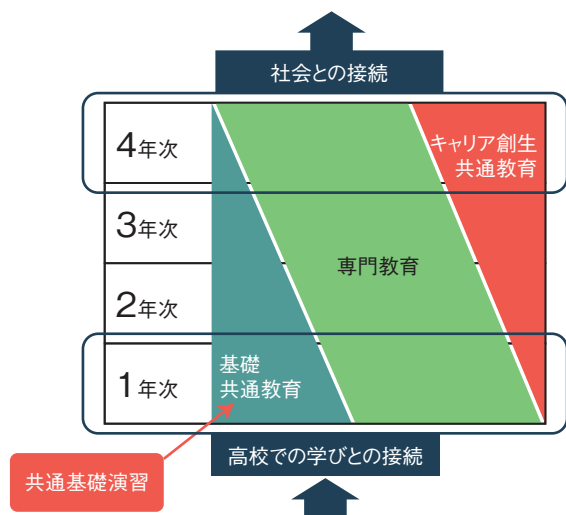 社会との接続
4年次
キャリア創生
共通教育
3年次
専門教育
2年次
1年次
基礎
共通教育
共通基礎演習
高校での学びとの接続